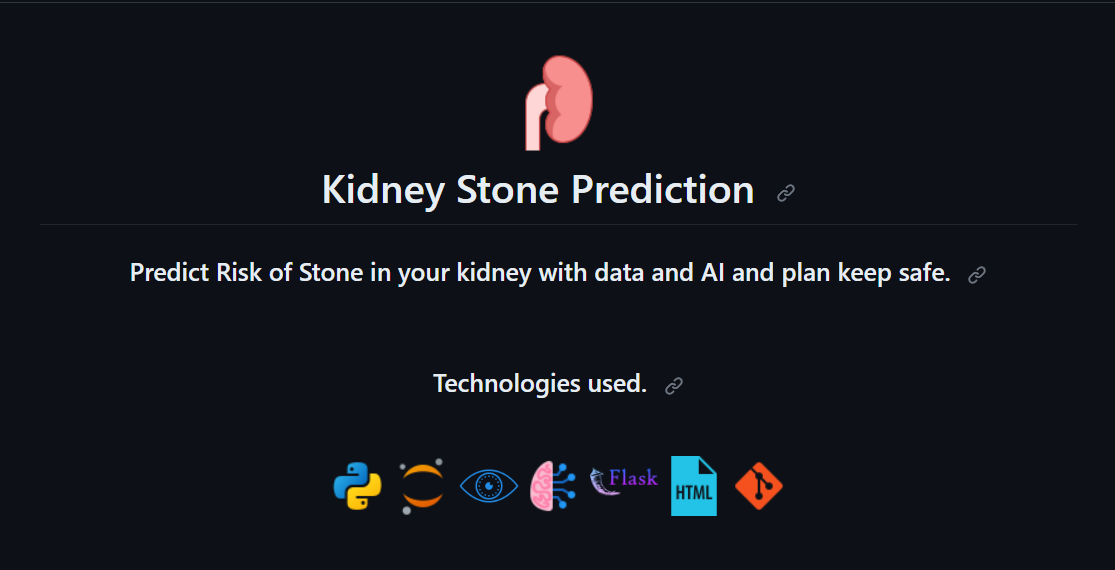 Kidney Stone Prediction
Predict Risk of Stone in your kidney with data and AI and plan keep safe.
Technologies used.
Flask
HTML